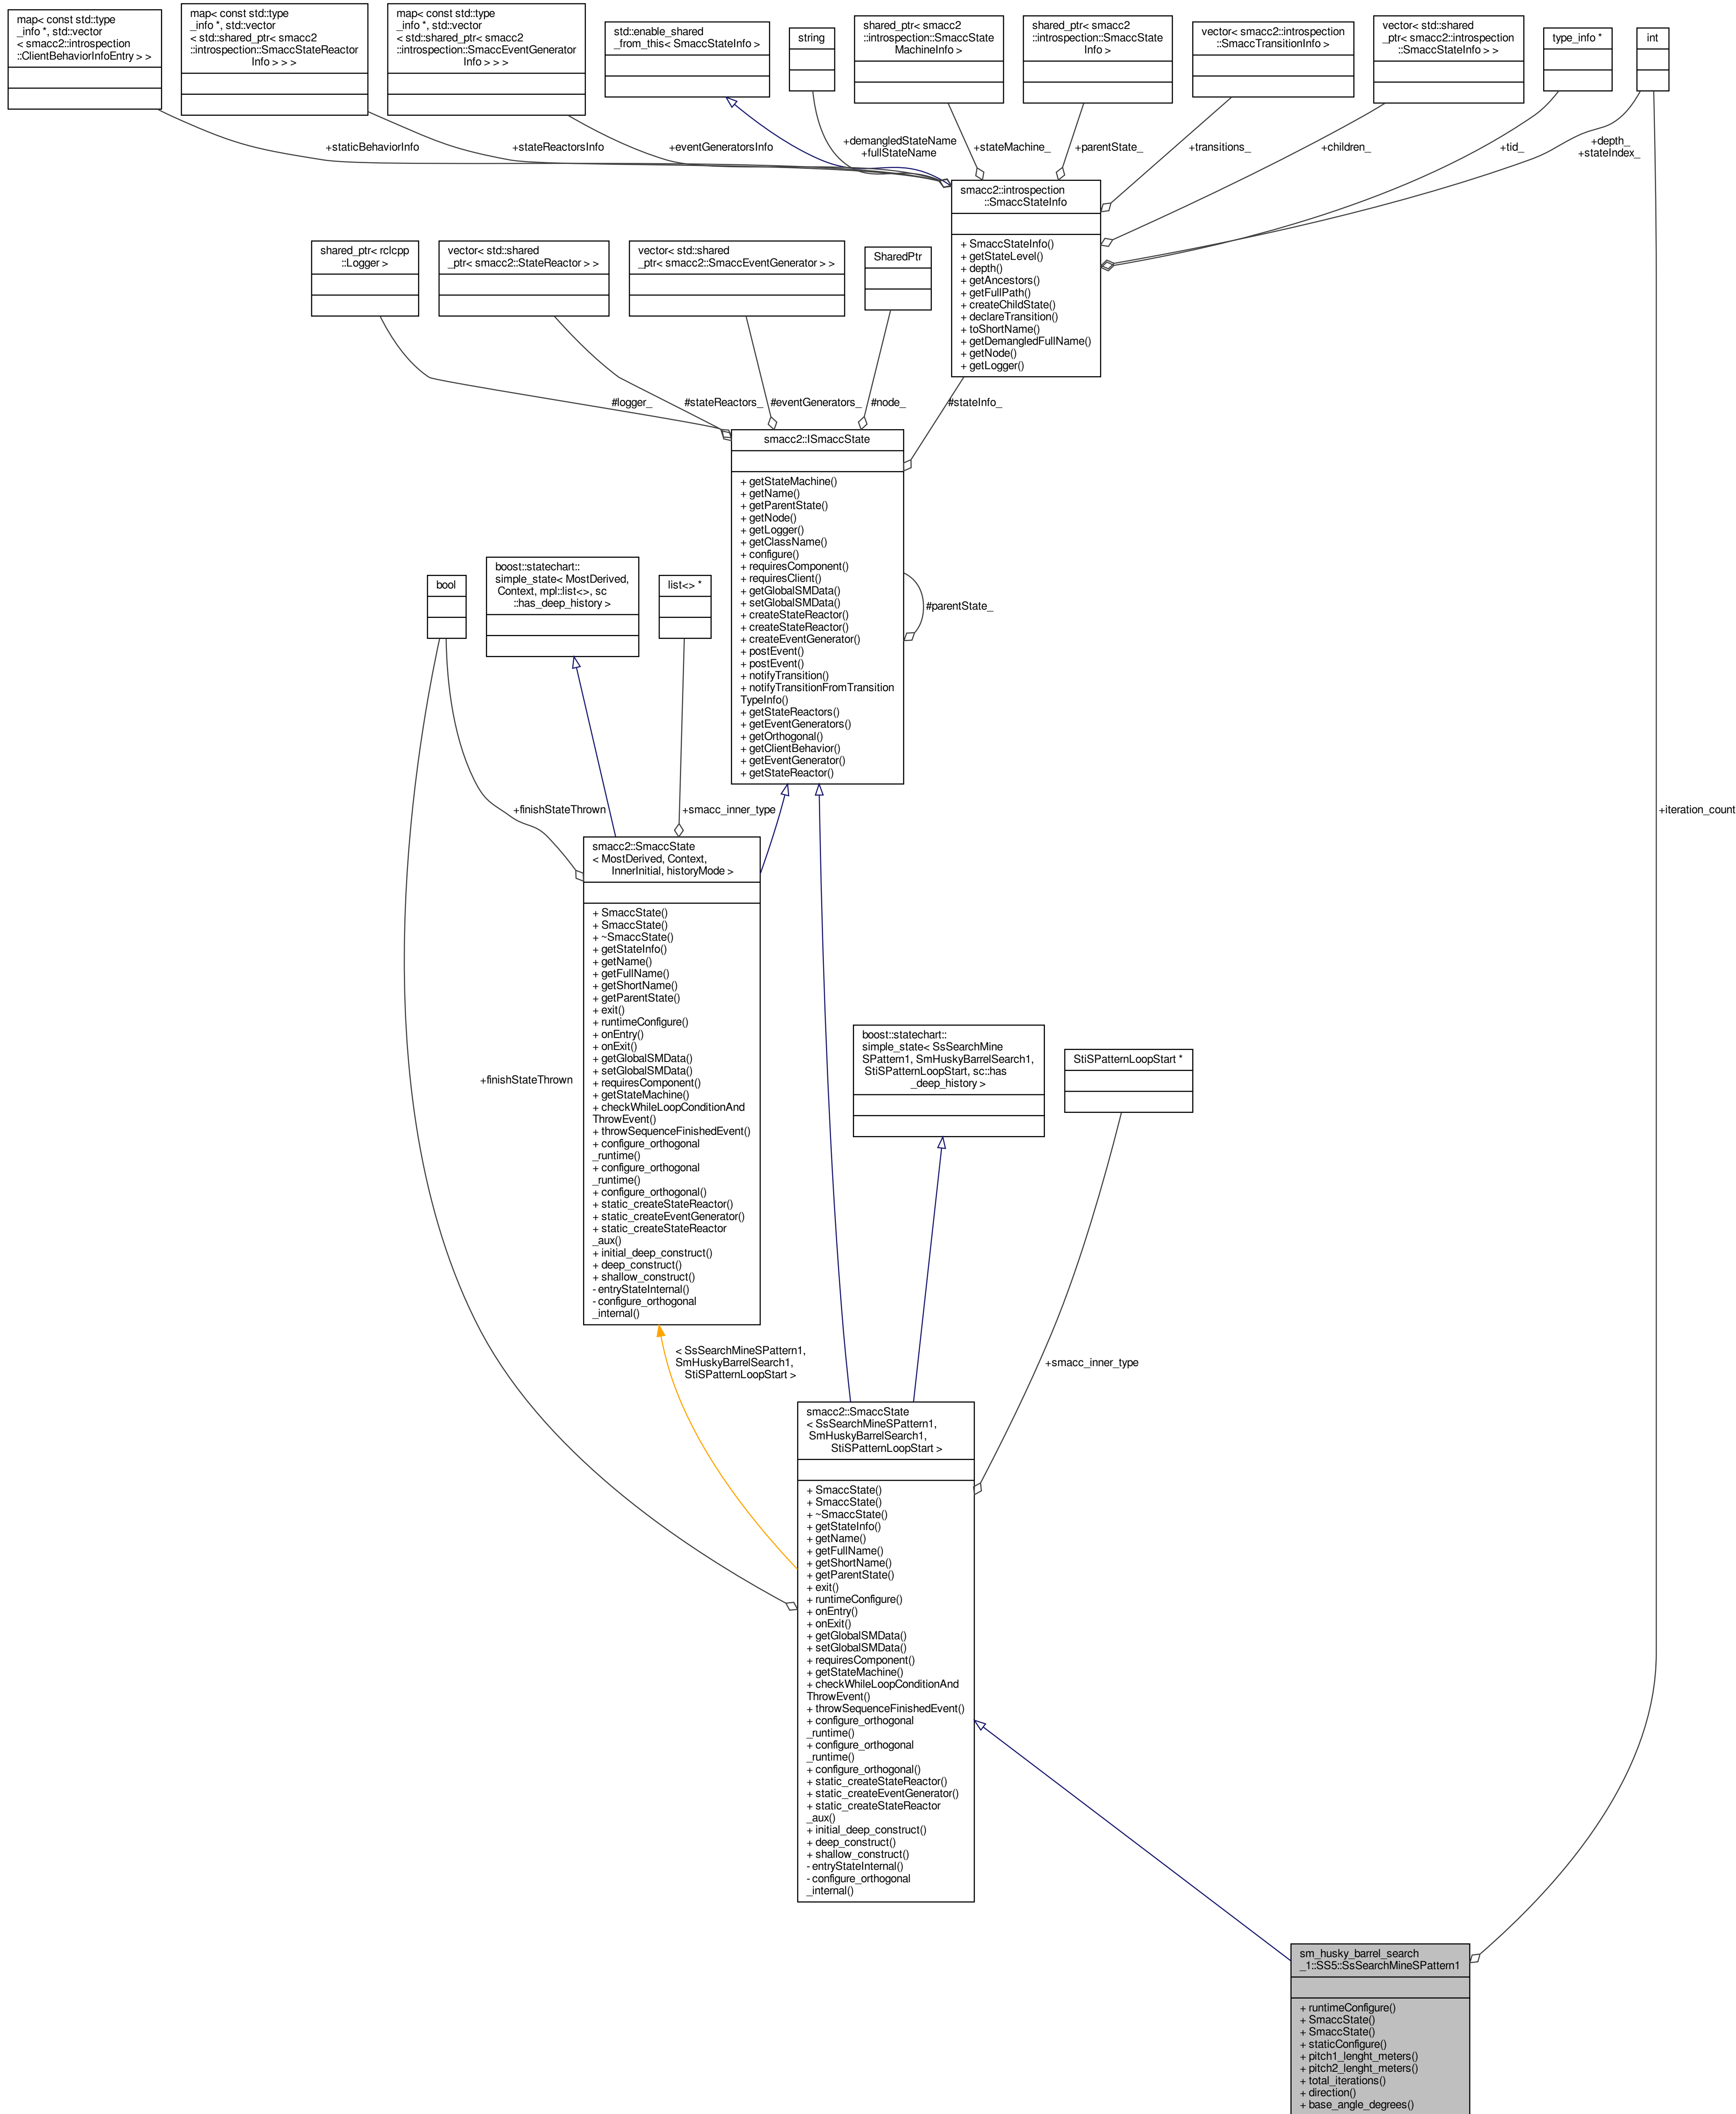 map< const std::type
_info *, std::vector
< smacc2::introspection
::ClientBehaviorInfoEntry > >
map< const std::type
_info *, std::vector
< std::shared_ptr< smacc2
::introspection::SmaccStateReactor
Info > > >
map< const std::type
_info *, std::vector
< std::shared_ptr< smacc2
::introspection::SmaccEventGenerator
Info > > >
std::enable_shared
_from_this< SmaccStateInfo >
string
shared_ptr< smacc2
::introspection::SmaccState
MachineInfo >
shared_ptr< smacc2
::introspection::SmaccState
Info >
vector< smacc2::introspection
::SmaccTransitionInfo >
vector< std::shared
_ptr< smacc2::introspection
::SmaccStateInfo > >
type_info *
int
+staticBehaviorInfo
+stateReactorsInfo
+eventGeneratorsInfo
+demangledStateName
+fullStateName
+stateMachine_
+parentState_
+transitions_
+children_
+tid_
+depth_
+stateIndex_
smacc2::introspection
::SmaccStateInfo
+ SmaccStateInfo()
+ getStateLevel()
+ depth()
+ getAncestors()
+ getFullPath()
+ createChildState()
+ declareTransition()
+ toShortName()
+ getDemangledFullName()
+ getNode()
+ getLogger()
shared_ptr< rclcpp
::Logger >
vector< std::shared
_ptr< smacc2::StateReactor > >
vector< std::shared
_ptr< smacc2::SmaccEventGenerator > >
SharedPtr
#logger_
#stateReactors_
#eventGenerators_
#node_
#stateInfo_
smacc2::ISmaccState
+ getStateMachine()
+ getName()
+ getParentState()
+ getNode()
+ getLogger()
+ getClassName()
+ configure()
+ requiresComponent()
+ requiresClient()
+ getGlobalSMData()
+ setGlobalSMData()
+ createStateReactor()
+ createStateReactor()
+ createEventGenerator()
+ postEvent()
+ postEvent()
+ notifyTransition()
+ notifyTransitionFromTransition
TypeInfo()
+ getStateReactors()
+ getEventGenerators()
+ getOrthogonal()
+ getClientBehavior()
+ getEventGenerator()
+ getStateReactor()
#parentState_
bool
boost::statechart::
simple_state< MostDerived,
Context, mpl::list<>, sc
::has_deep_history >
list<> *
+finishStateThrown
+smacc_inner_type
+iteration_count
smacc2::SmaccState
< MostDerived, Context,
InnerInitial, historyMode >
+ SmaccState()
+ SmaccState()
+ ~SmaccState()
+ getStateInfo()
+ getName()
+ getFullName()
+ getShortName()
+ getParentState()
+ exit()
+ runtimeConfigure()
+ onEntry()
+ onExit()
+ getGlobalSMData()
+ setGlobalSMData()
+ requiresComponent()
+ getStateMachine()
+ checkWhileLoopConditionAnd
ThrowEvent()
+ throwSequenceFinishedEvent()
+ configure_orthogonal
_runtime()
+ configure_orthogonal
_runtime()
+ configure_orthogonal()
+ static_createStateReactor()
+ static_createEventGenerator()
+ static_createStateReactor
_aux()
+ initial_deep_construct()
+ deep_construct()
+ shallow_construct()
- entryStateInternal()
- configure_orthogonal
_internal()
+finishStateThrown
boost::statechart::
simple_state< SsSearchMine
SPattern1, SmHuskyBarrelSearch1,
StiSPatternLoopStart, sc::has
_deep_history >
StiSPatternLoopStart *
< SsSearchMineSPattern1,
SmHuskyBarrelSearch1,
StiSPatternLoopStart >
+smacc_inner_type
smacc2::SmaccState
< SsSearchMineSPattern1,
SmHuskyBarrelSearch1,
StiSPatternLoopStart >
+ SmaccState()
+ SmaccState()
+ ~SmaccState()
+ getStateInfo()
+ getName()
+ getFullName()
+ getShortName()
+ getParentState()
+ exit()
+ runtimeConfigure()
+ onEntry()
+ onExit()
+ getGlobalSMData()
+ setGlobalSMData()
+ requiresComponent()
+ getStateMachine()
+ checkWhileLoopConditionAnd
ThrowEvent()
+ throwSequenceFinishedEvent()
+ configure_orthogonal
_runtime()
+ configure_orthogonal
_runtime()
+ configure_orthogonal()
+ static_createStateReactor()
+ static_createEventGenerator()
+ static_createStateReactor
_aux()
+ initial_deep_construct()
+ deep_construct()
+ shallow_construct()
- entryStateInternal()
- configure_orthogonal
_internal()
sm_husky_barrel_search
_1::SS5::SsSearchMineSPattern1
+ runtimeConfigure()
+ SmaccState()
+ SmaccState()
+ staticConfigure()
+ pitch1_lenght_meters()
+ pitch2_lenght_meters()
+ total_iterations()
+ direction()
+ base_angle_degrees()